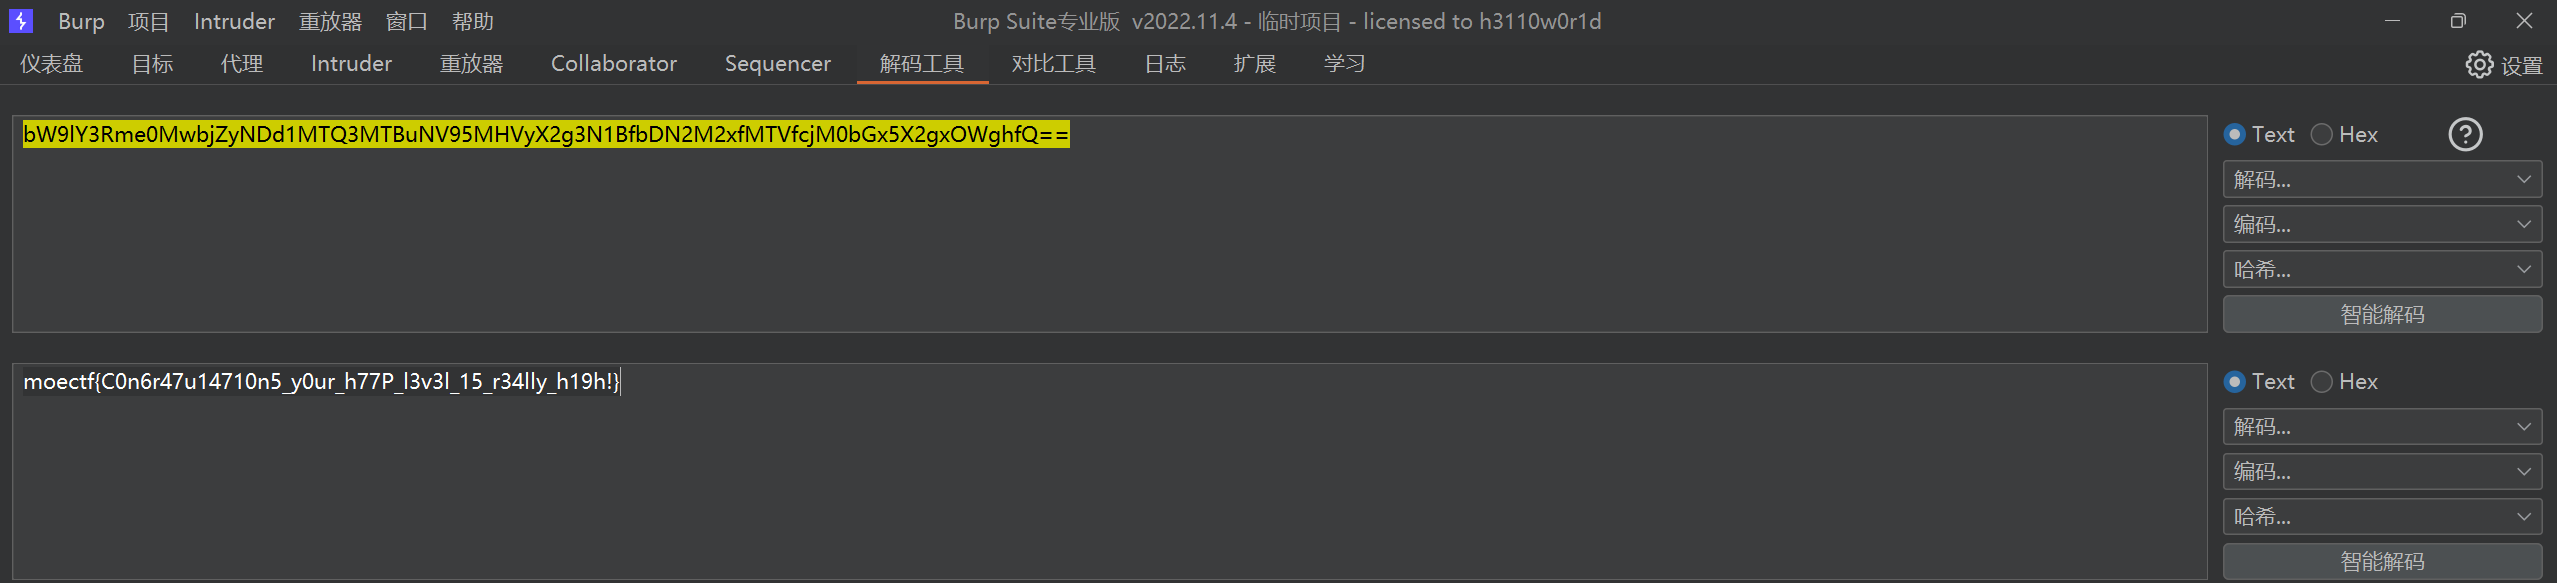 Burp 项目 Intruder 重放器 窗口 帮助 Burp Suite专业版 v2022.11.4 - 临时项目 - licensed to h3110w0r1d
仪表盘 目标 代理 Intruder 重放器 Collaborator Sequencer 解码工具 对比工具 日志 扩展 学习 设置
bW9lY3Rme0MwbjZyNDd1MTQ3MTBuNV95MHVyX2g3N1BfbDN2M2xfMTVfcjM0bGx5X2gxOWghfQ==
Text Hex
解码...
编码...
哈希...
智能解码
moectf{C0n6r47u14710n5_y0ur_h77P_l3v3l_15_r34lly_h19h!}
Text Hex
解码...
编码...
哈希...
智能解码